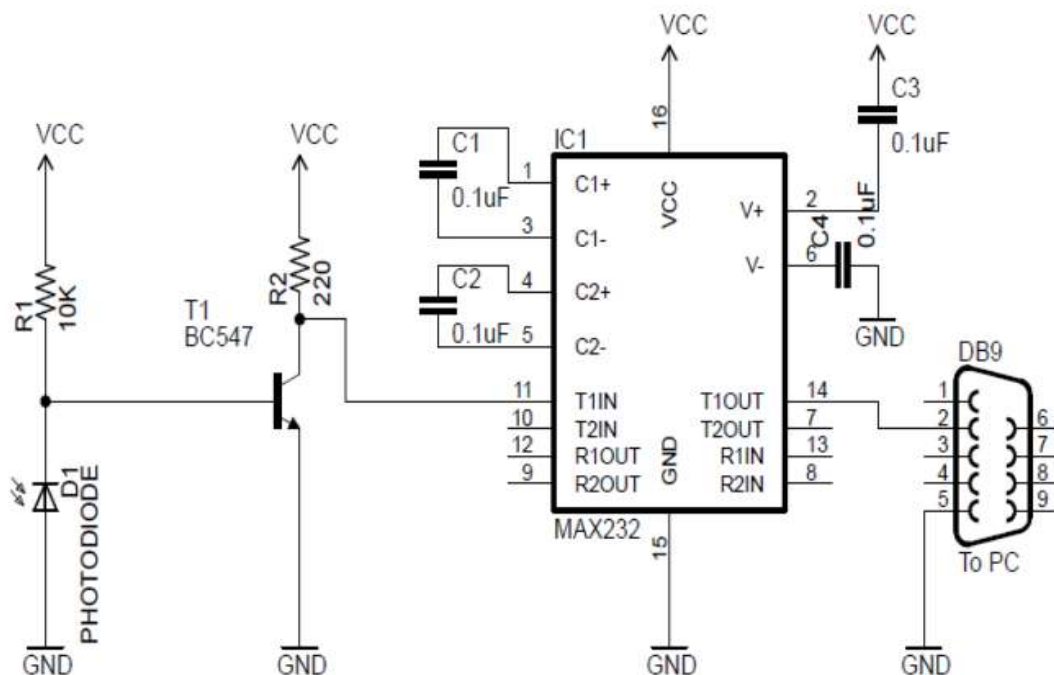 VCC
VCC
VCC
VCC
C3
0.1uF
16
IC1
C1
0.1uF
1
3
C1+
C1-
VCC
V+
V-
2
6
C4
0.1uF
GND
R1
10K
R2
220
T1
BC547
C2
0.1uF
4
5
C2+
C2-
11
10
12
9
T1IN
T2IN
R1OUT
R2OUT
GND
T1OUT
T2OUT
R1IN
R2IN
14
7
13
8
MAX232
15
DB9
1
2
3
4
5
6
7
8
9
To PC
D1
PHOTODIODE
GND
GND
GND
GND